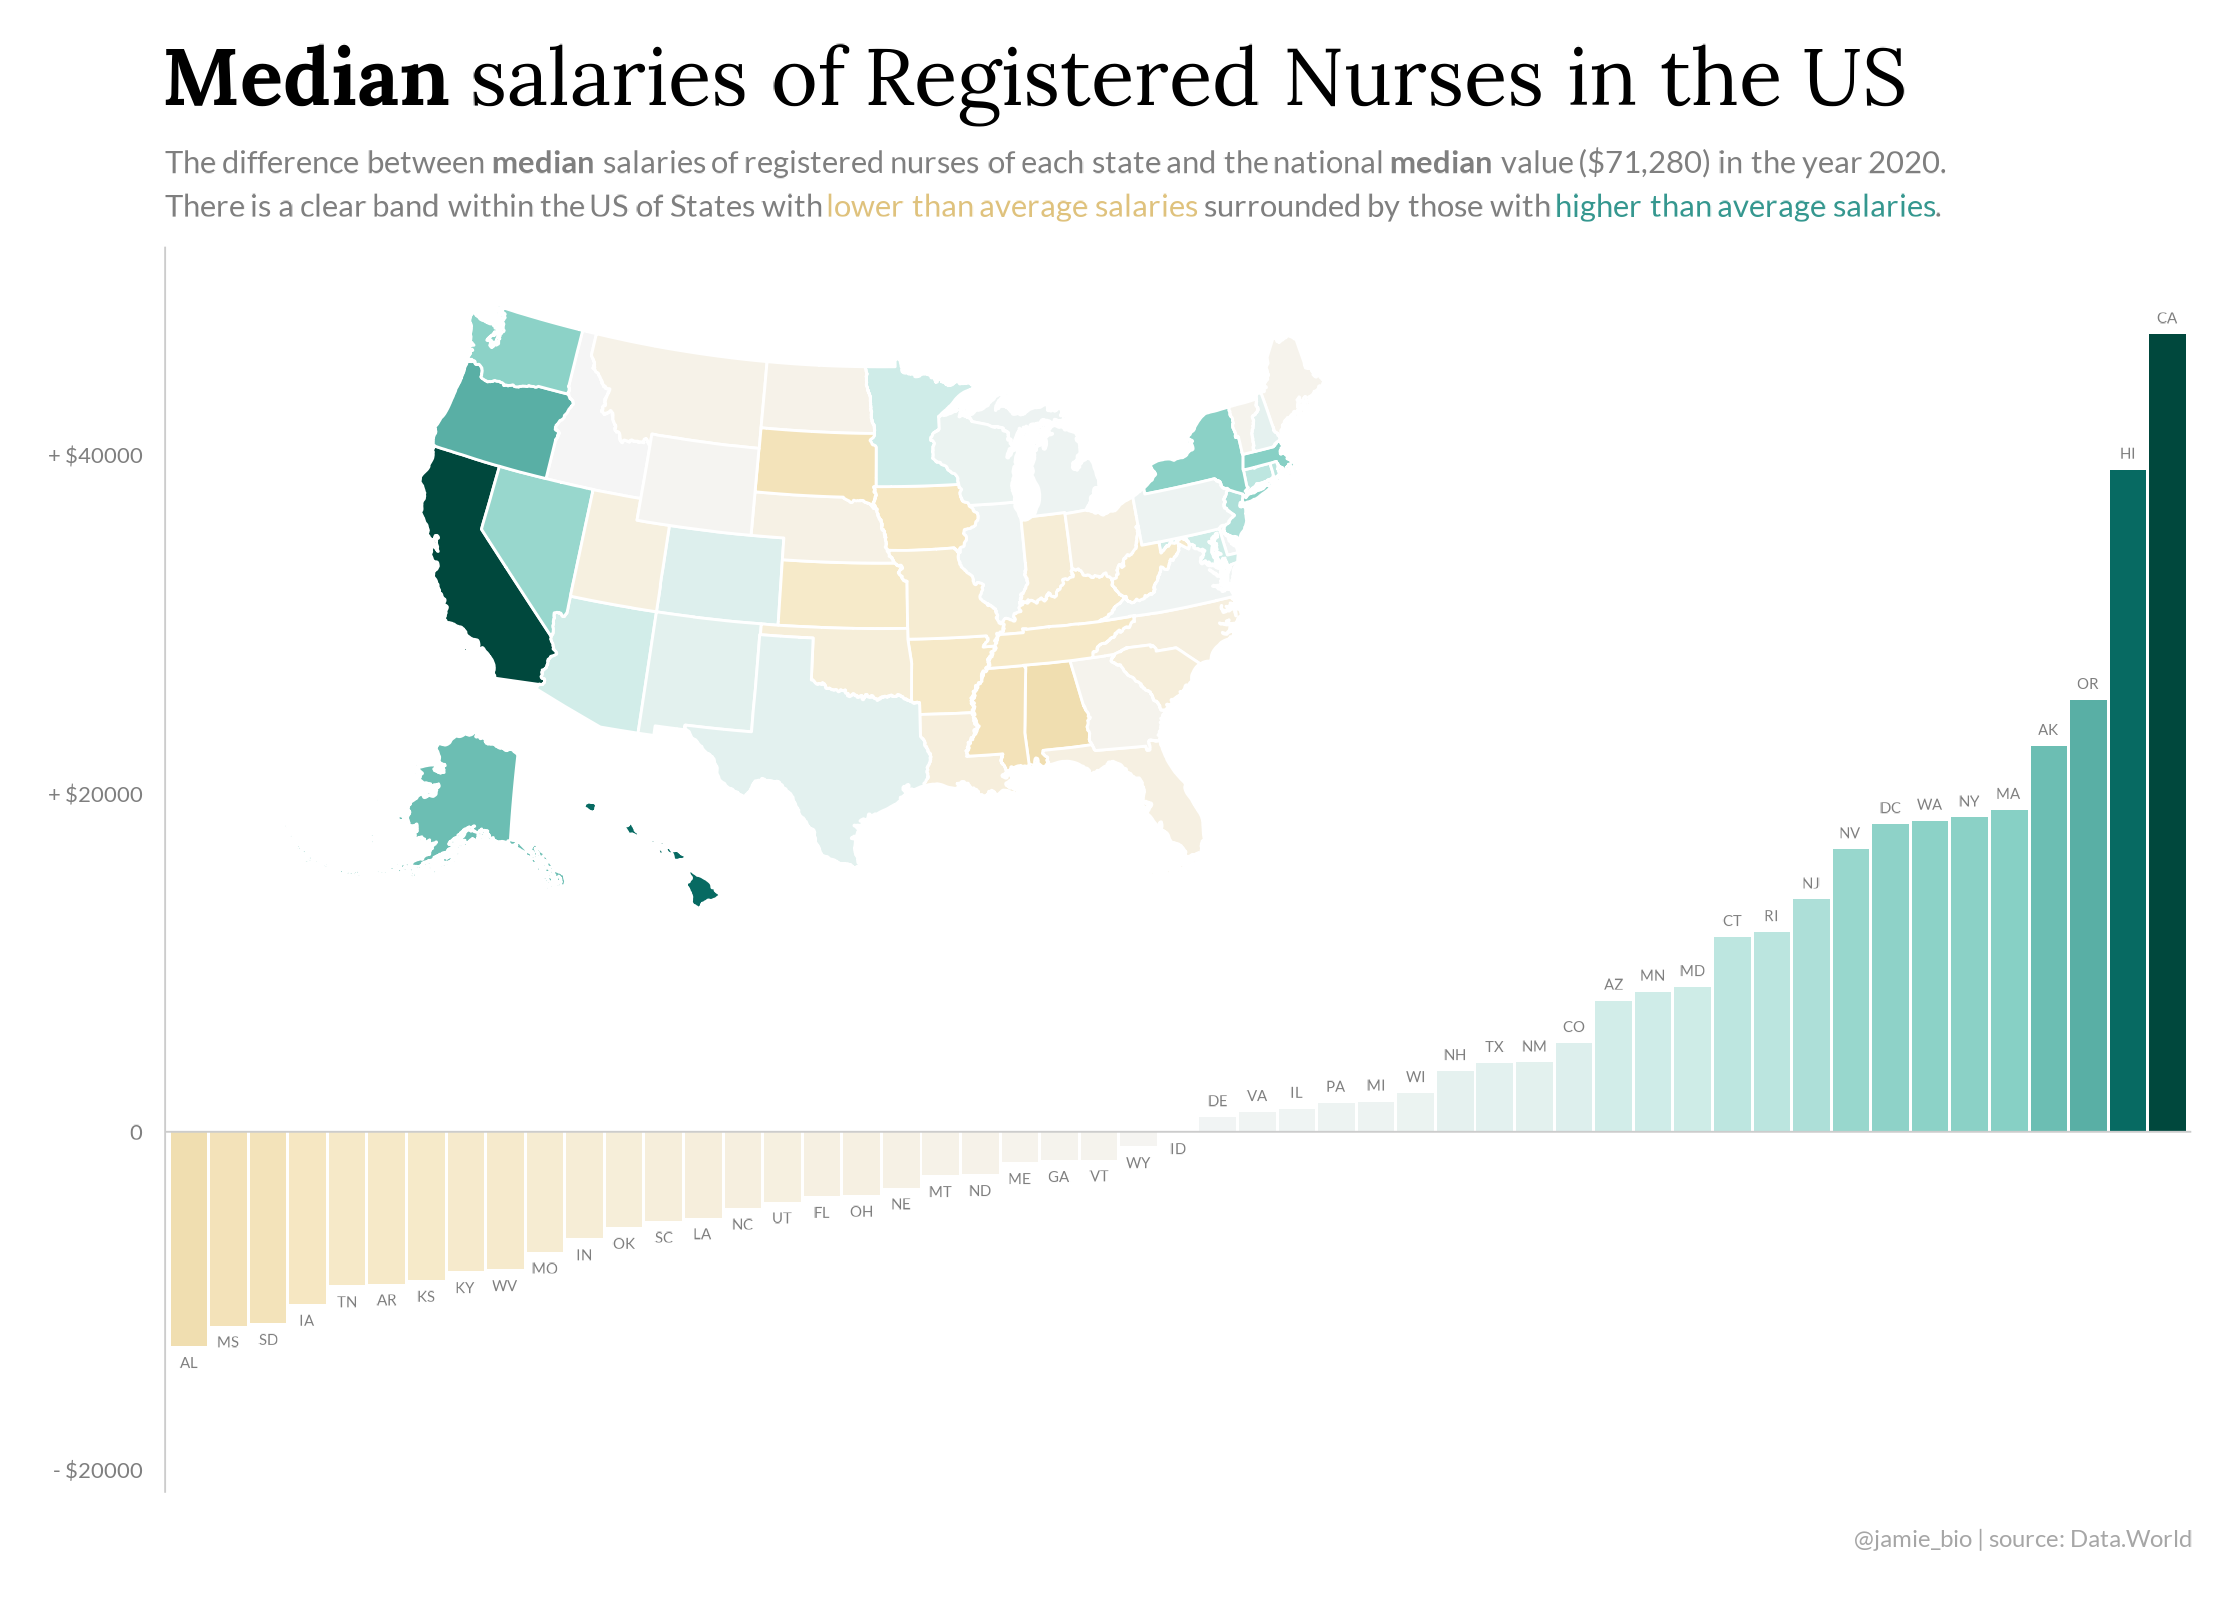 Median salaries of Registered Nurses in the US
The difference between median salaries of registered nurses of each state and the national median value ($71,280) in the year 2020.
There is a clear band within the US of States with lower than average salaries surrounded by those with higher than average salaries.
+ $40000
+ $20000
0
- $20000
AL
MS
SD
IA
TN
AR
KS
KY
WV
MO
IN
OK
SC
LA
NC
UT
FL
OH
NE
MT
ND
ME
GA
VT
WY
ID
DE
VA
IL
PA
MI
WI
NH
TX
NM
CO
AZ
MN
MD
CT
RI
NJ
NV
DC
WA
NY
MA
AK
OR
HI
CA
@jamie_bio | source: Data.World